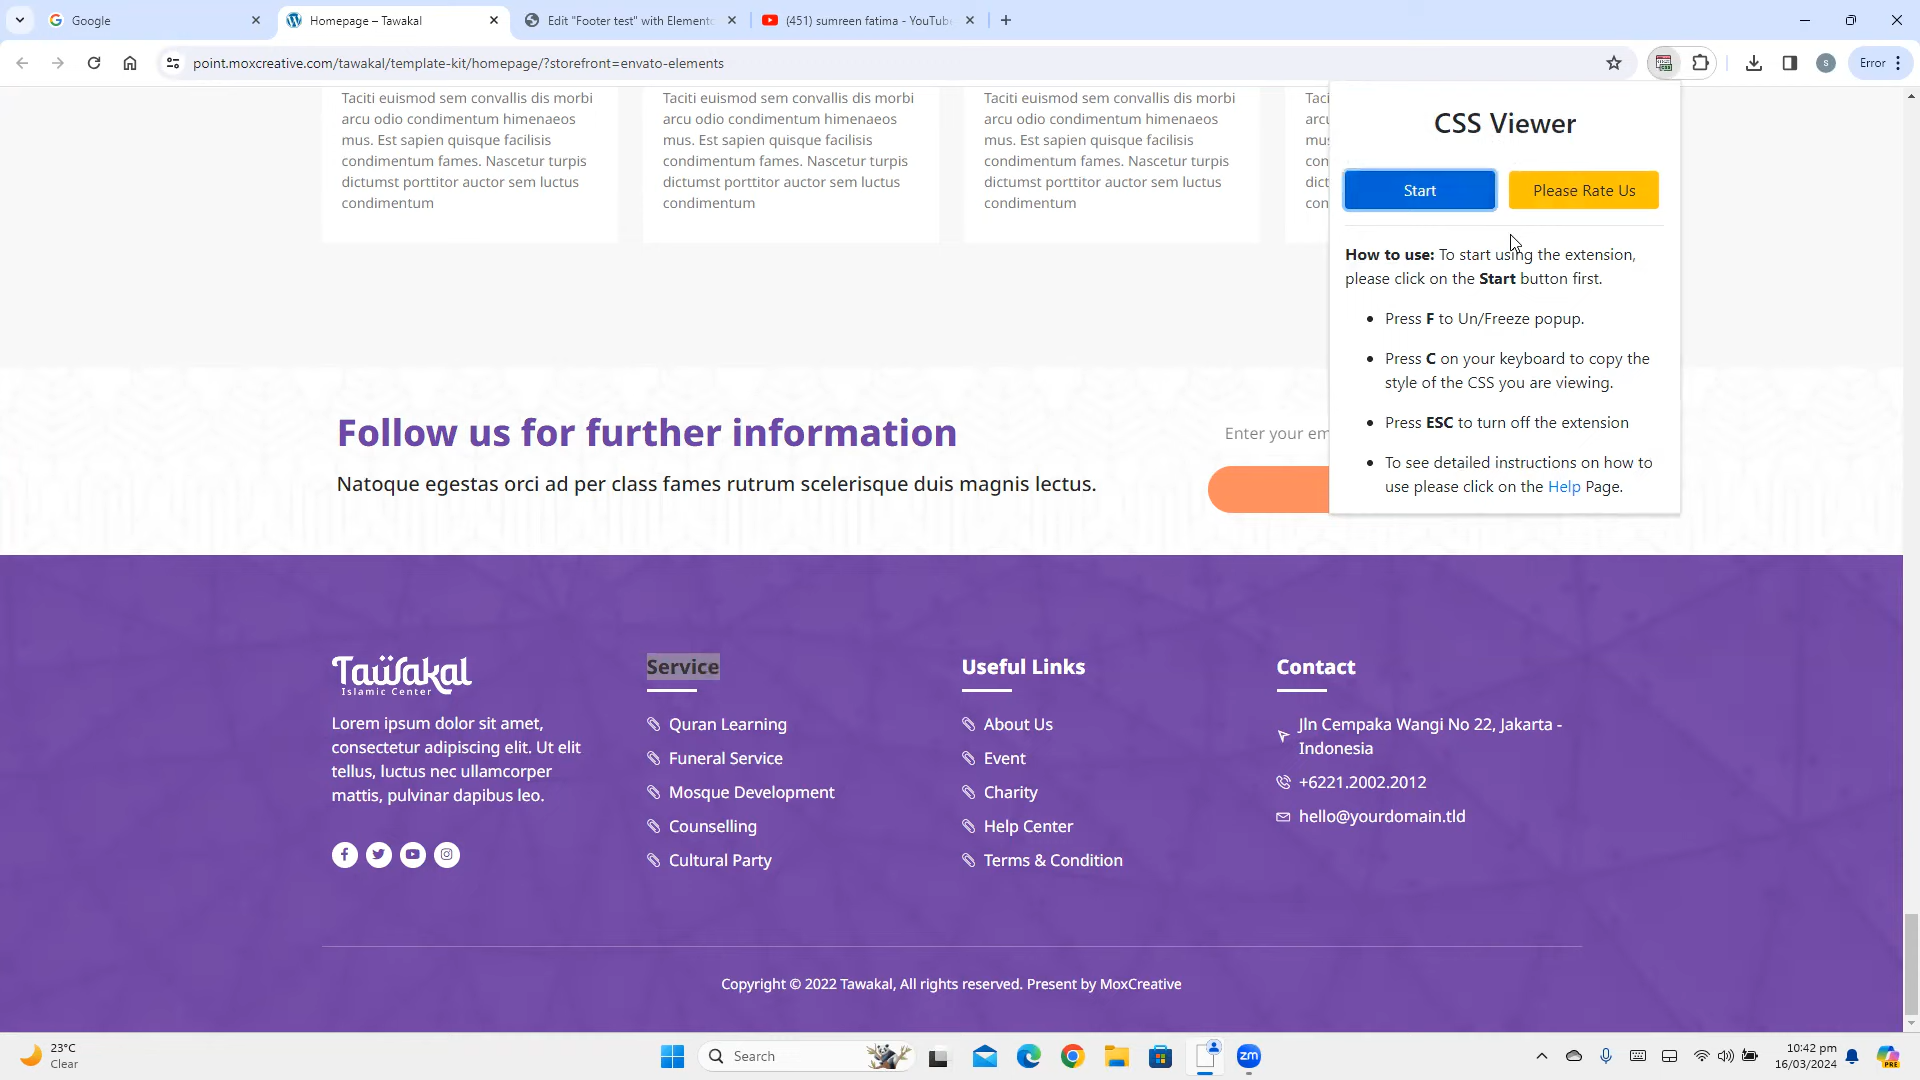 Google
Homepage – Tawakal
Edit "Footer test" with Elemento
(451) sumreen fatima - YouTube
point.moxcreative.com/tawakal/template-kit/homepage/?storefront=envato-elements
S
Error
Taciti euismod sem convallis dis morbi
arcu odio condimentum himenaeos
mus. Est sapien quisque facilisis
condimentum fames. Nascetur turpis
dictumst porttitor auctor sem luctus
condimentum
Taciti euismod sem convallis dis morbi
arcu odio condimentum himenaeos
mus. Est sapien quisque facilisis
condimentum fames. Nascetur turpis
dictumst porttitor auctor sem luctus
condimentum
Taciti euismod sem convallis dis morbi
arcu odio condimentum himenaeos
mus. Est sapien quisque facilisis
condimentum fames. Nascetur turpis
dictumst porttitor auctor sem luctus
condimentum
Taci
arcu
mus
con
dict
con
CSS Viewer
Start
Please Rate Us
How to use: To start using the extension,
please click on the Start button first.
Press F to Un/Freeze popup.
Press C on your keyboard to copy the
style of the CSS you are viewing.
Press ESC to turn off the extension
To see detailed instructions on how to
use please click on the Help Page.
Follow us for further information
Natoque egestas orci ad per class fames rutrum scelerisque duis magnis lectus.
Enter your em
Tawakal
Islamic Center
Lorem ipsum dolor sit amet,
consectetur adipiscing elit. Ut elit
tellus, luctus nec ullamcorper
mattis, pulvinar dapibus leo.
Service
Quran Learning
Funeral Service
Mosque Development
Counselling
Cultural Party
Useful Links
About Us
Event
Charity
Help Center
Terms & Condition
Contact
Jln Cempaka Wangi No 22, Jakarta -
Indonesia
+6221.2002.2012
hello@yourdomain.tld
Copyright © 2022 Tawakal, All rights reserved. Present by MoxCreative
23°C
Clear
Search
zm
10:42 pm
16/03/2024
PRE